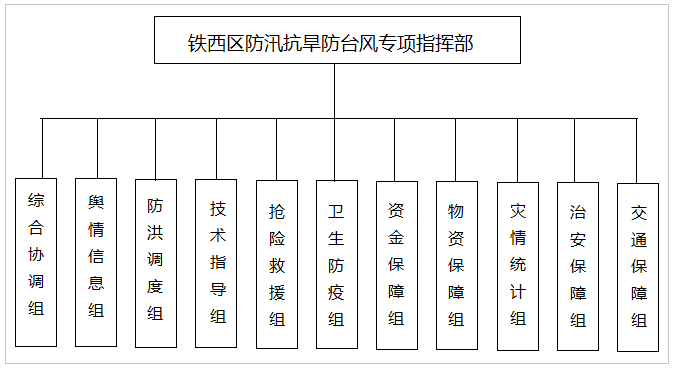 铁西区防汛抗旱防台风专项指挥部
综合协调组
舆情信息组
防洪调度组
技术指导组
抢险救援组
卫生防疫组
资金保障组
物资保障组
灾情统计组
治安保障组
交通保障组